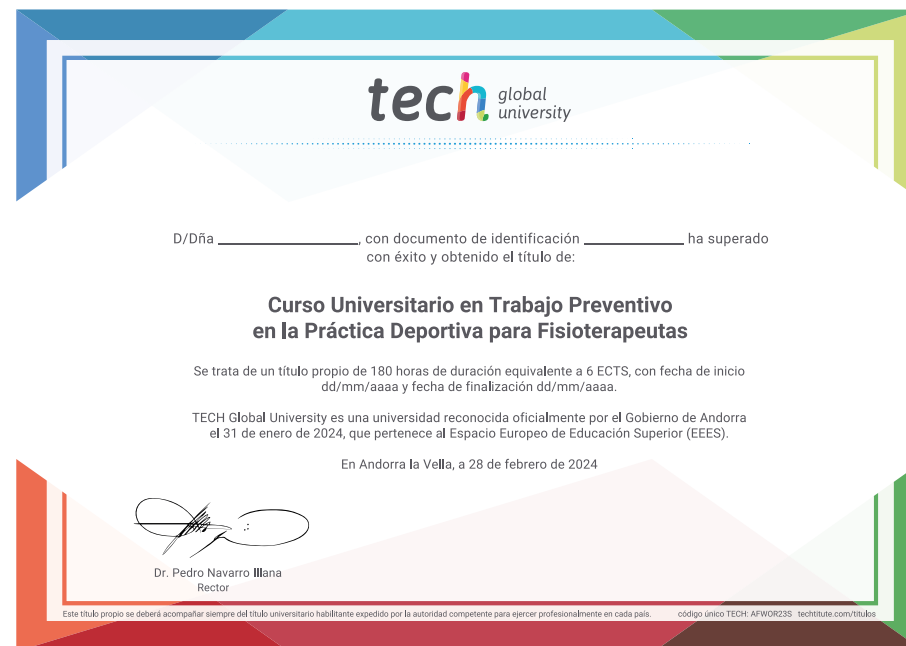 tech global university
D/Dña ____________________, con documento de identificación ______________ ha superado
con éxito y obtenido el título de:
Curso Universitario en Trabajo Preventivo
en la Práctica Deportiva para Fisioterapeutas
Se trata de un título propio de 180 horas de duración equivalente a 6 ECTS, con fecha de inicio
dd/mm/aaaa y fecha de finalización dd/mm/aaaa.
TECH Global University es una universidad reconocida oficialmente por el Gobierno de Andorra
el 31 de enero de 2024, que pertenece al Espacio Europeo de Educación Superior (EEES).
En Andorra la Vella, a 28 de febrero de 2024
Dr. Pedro Navarro Illana
Rector
Este título propio se deberá acompañar siempre del título universitario habilitante expedido por la autoridad competente para ejercer profesionalmente en cada país. código único TECH: AFWOR23S techtitute.com/titulos